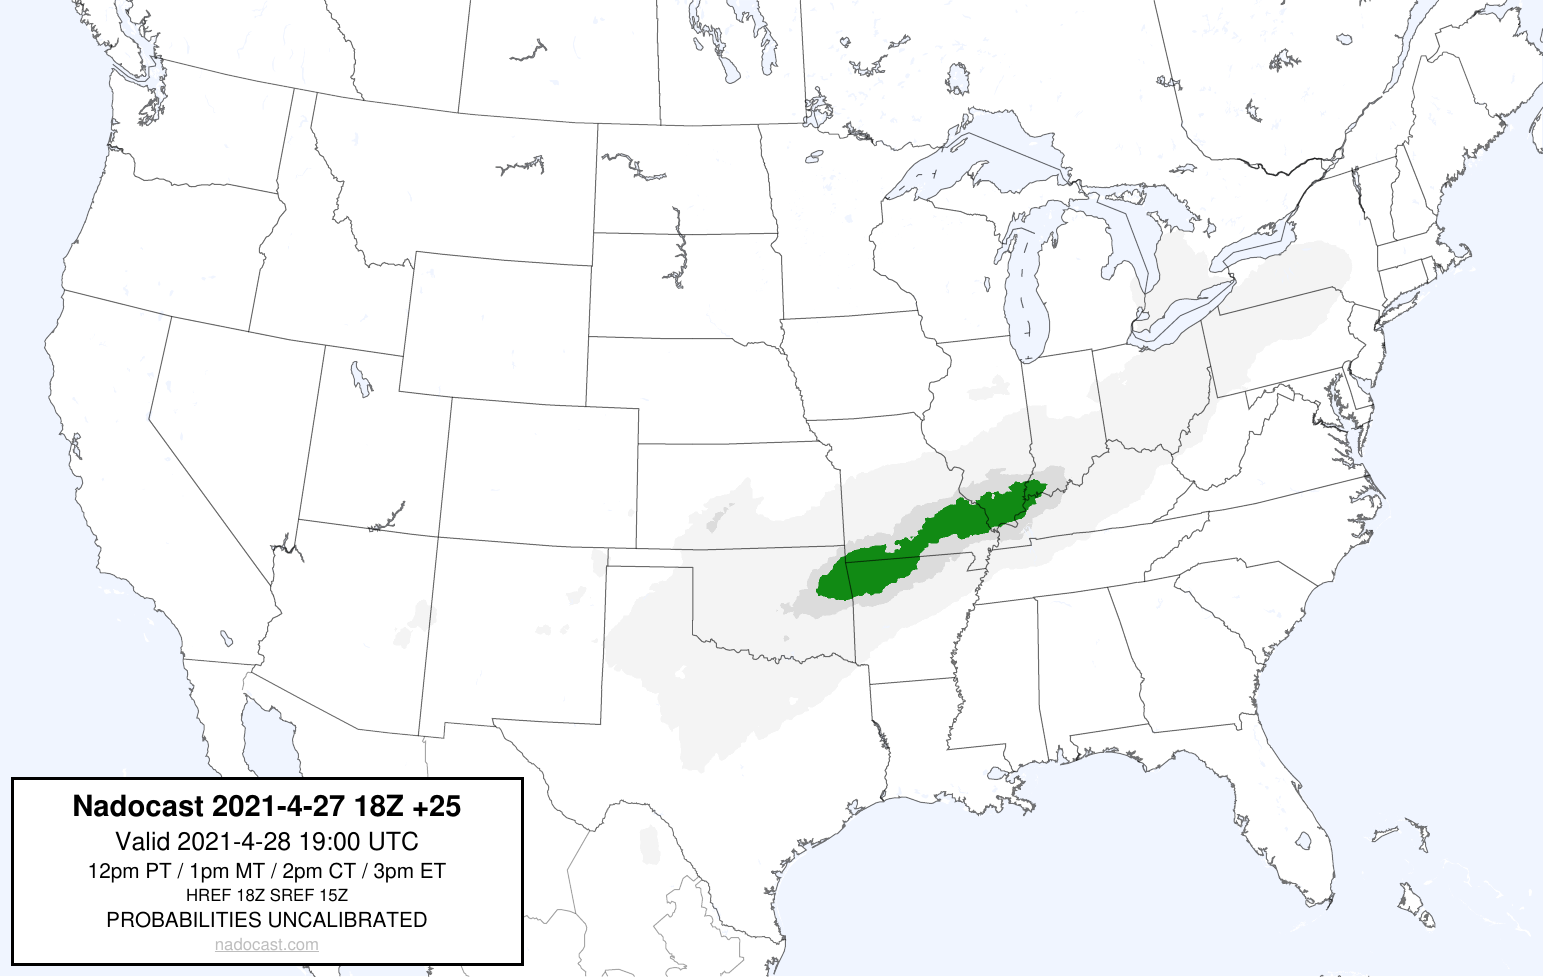 Nadocast 2021-4-27 18Z +25
Valid 2021-4-28 19:00 UTC
12pm PT / 1pm MT / 2pm CT / 3pm ET
HREF 18Z SREF 15Z
PROBABILITIES UNCALIBRATED
nadocast.com